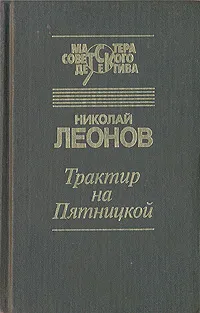 МАСТЕРА
СОВЕТСКОГО
ДЕТЕКТИВА
НИКОЛАЙ
ЛЕОНОВ
Трактир
на
Пятницкой